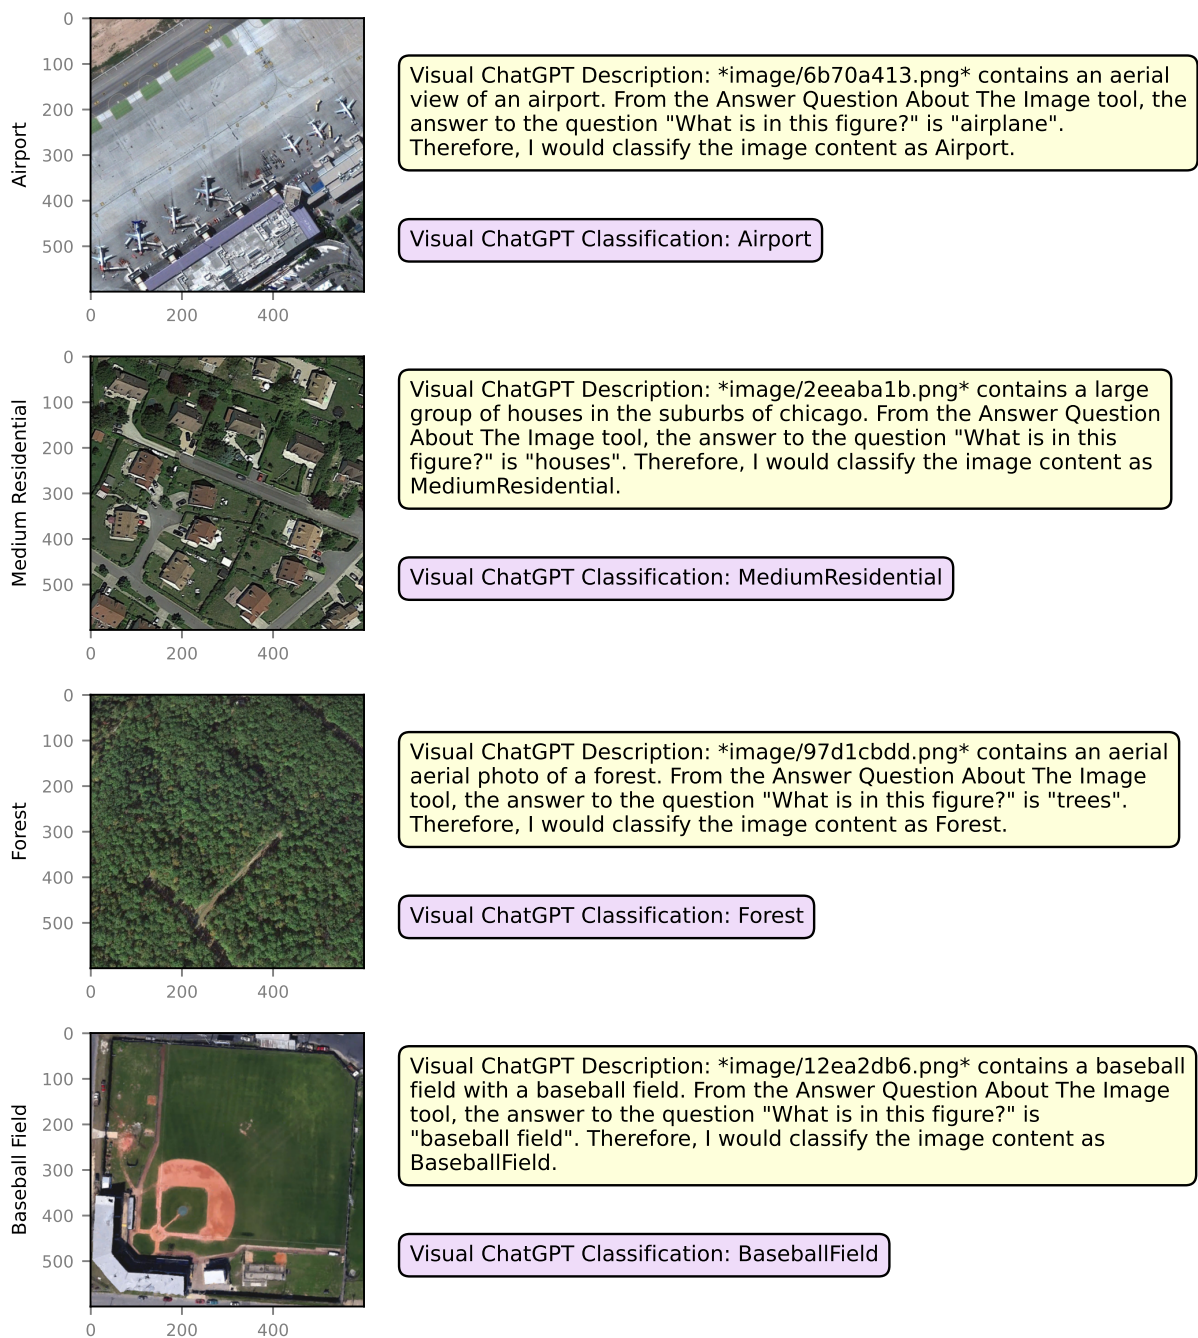 Airport
0
100
200
300
400
500
0 200 400
Visual ChatGPT Description: *image/6b70a413.png* contains an aerial
view of an airport. From the Answer Question About The Image tool, the
answer to the question "What is in this figure?" is "airplane".
Therefore, I would classify the image content as Airport.
Visual ChatGPT Classification: Airport
Medium Residential
0
100
200
300
400
500
0 200 400
Visual ChatGPT Description: *image/2eeaba1b.png* contains a large
group of houses in the suburbs of chicago. From the Answer Question
About The Image tool, the answer to the question "What is in this
figure?" is "houses". Therefore, I would classify the image content as
MediumResidential.
Visual ChatGPT Classification: MediumResidential
Forest
0
100
200
300
400
500
0 200 400
Visual ChatGPT Description: *image/97d1cbdd.png* contains an aerial
aerial photo of a forest. From the Answer Question About The Image
tool, the answer to the question "What is in this figure?" is "trees".
Therefore, I would classify the image content as Forest.
Visual ChatGPT Classification: Forest
Baseball Field
0
100
200
300
400
500
0 200 400
Visual ChatGPT Description: *image/12ea2db6.png* contains a baseball
field with a baseball field. From the Answer Question About The Image
tool, the answer to the question "What is in this figure?" is
"baseball field". Therefore, I would classify the image content as
BaseballField.
Visual ChatGPT Classification: BaseballField